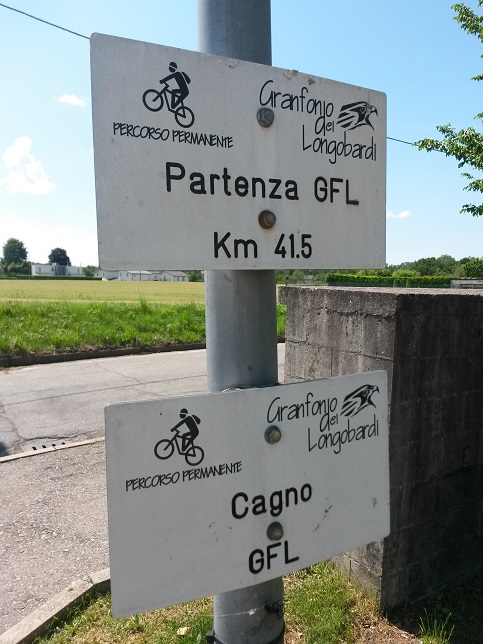 PERCORSO PERMANENTE
Granfondo
dei
Longobardi
Partenza GFL
Km 41.5
PERCORSO PERMANENTE
Granfondo
dei
Longobardi
Cagno
GFL